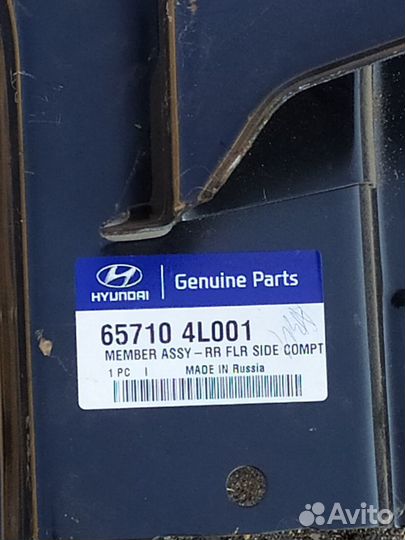 HYUNDAI
Genuine Parts
65710 4L001
MEMBER ASSY-RR FLR SIDE COMPT
1 PC I MADE IN Russia
Avito